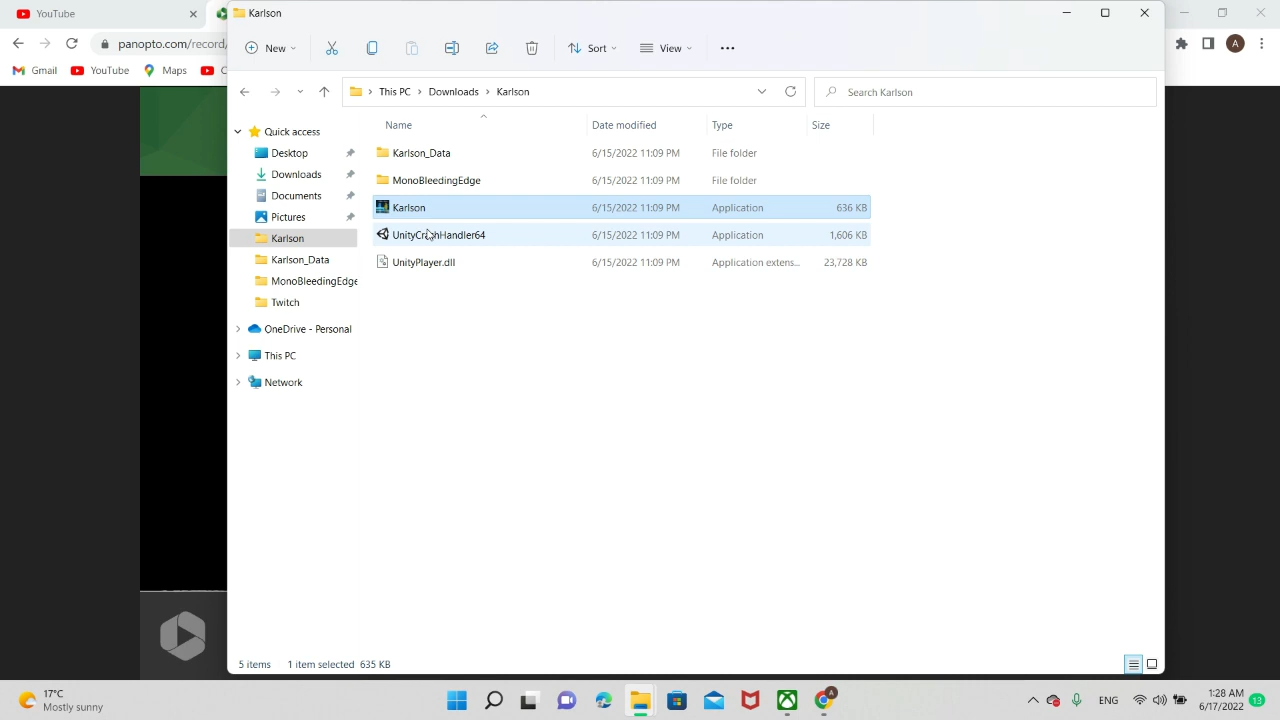 YouTube
Karlson
panopto.com/record/
A
Gmail
YouTube
Maps
C
New
Sort
View
This PC
Downloads
Karlson
Search Karlson
Name
Date modified
Type
Size
Quick access
Desktop
Downloads
Documents
Pictures
Karlson
Karlson_Data
MonoBleedingEdge
Twitch
OneDrive - Personal
This PC
Network
Karlson_Data 6/15/2022 11:09 PM File folder
MonoBleedingEdge 6/15/2022 11:09 PM File folder
Karlson 6/15/2022 11:09 PM Application 636 KB
UnityCrashHandler64 6/15/2022 11:09 PM Application 1,606 KB
UnityPlayer.dll 6/15/2022 11:09 PM Application extens... 23,728 KB
5 items 1 item selected 635 KB
17°C
Mostly sunny
A
ENG
1:28 AM
6/17/2022
13